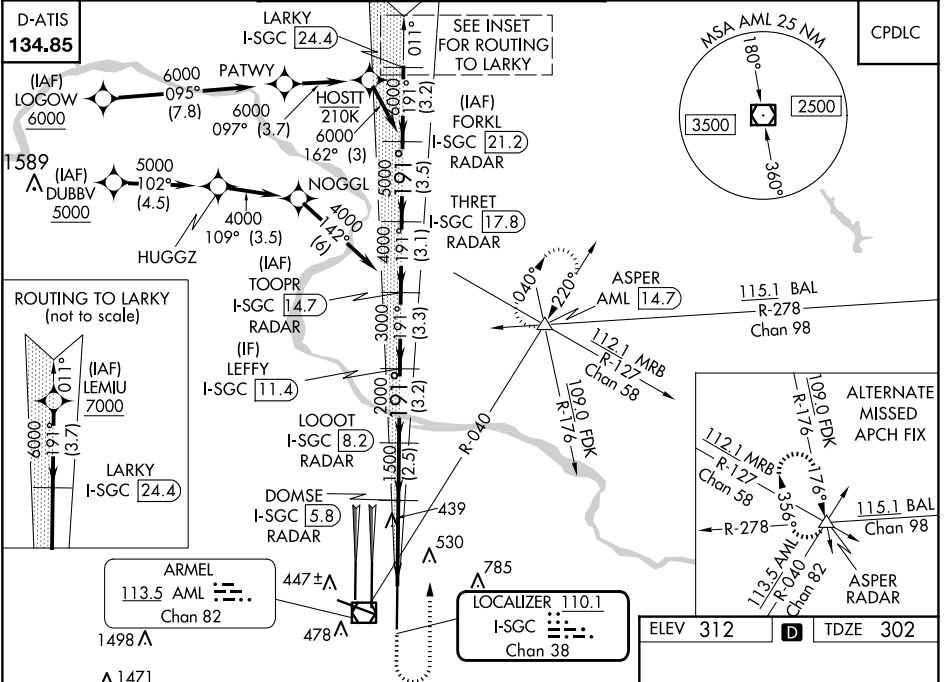 D-ATIS
134.85
LARKY
I-SGC 24.4
011°
SEE INSET
FOR ROUTING
TO LARKY
MSA AML 25 NM
180°
3500
2500
360°
CPDLC
(IAF)
LOGOW
6000
6000
095°
(7.8)
PATWY
6000
097° (3.7)
HOSTT
210K
6000
162° (3)
6000
191°
(3.2)
(IAF)
FORKL
I-SGC 21.2
RADAR
5000
191°
(3.5)
1589
(IAF)
DUBBV
5000
5000
102°
(4.5)
HUGGZ
4000
109° (3.5)
NOGGL
4000
142°
(6)
THRET
I-SGC 17.8
RADAR
4000
191°
(3.1)
(IAF)
TOOPR
I-SGC 14.7
RADAR
3000
191°
(3.3)
(IF)
LEFFY
I-SGC 11.4
2000
191°
(3.2)
LOOOT
I-SGC 8.2
RADAR
1500
(2.5)
DOMSE
I-SGC 5.8
RADAR
040°
220°
ASPER
AML 14.7
115.1 BAL
R-278
Chan 98
112.1 MRB
R-127
Chan 58
109.0 FDK
R-176
R-040
ROUTING TO LARKY
(not to scale)
011°
(IAF)
LEMIU
7000
6000
191°
(3.7)
LARKY
I-SGC 24.4
439
530
785
447±
478
1498
1471
ARMEL
113.5 AML
Chan 82
LOCALIZER 110.1
I-SGC
Chan 38
ALTERNATE
MISSED
APCH FIX
109.0 FDK
R-176
112.1 MRB
R-127
Chan 58
176°
356°
115.1 BAL
Chan 98
R-278
113.5 AML
R-040
Chan 82
ASPER
RADAR
ELEV 312
D
TDZE 302